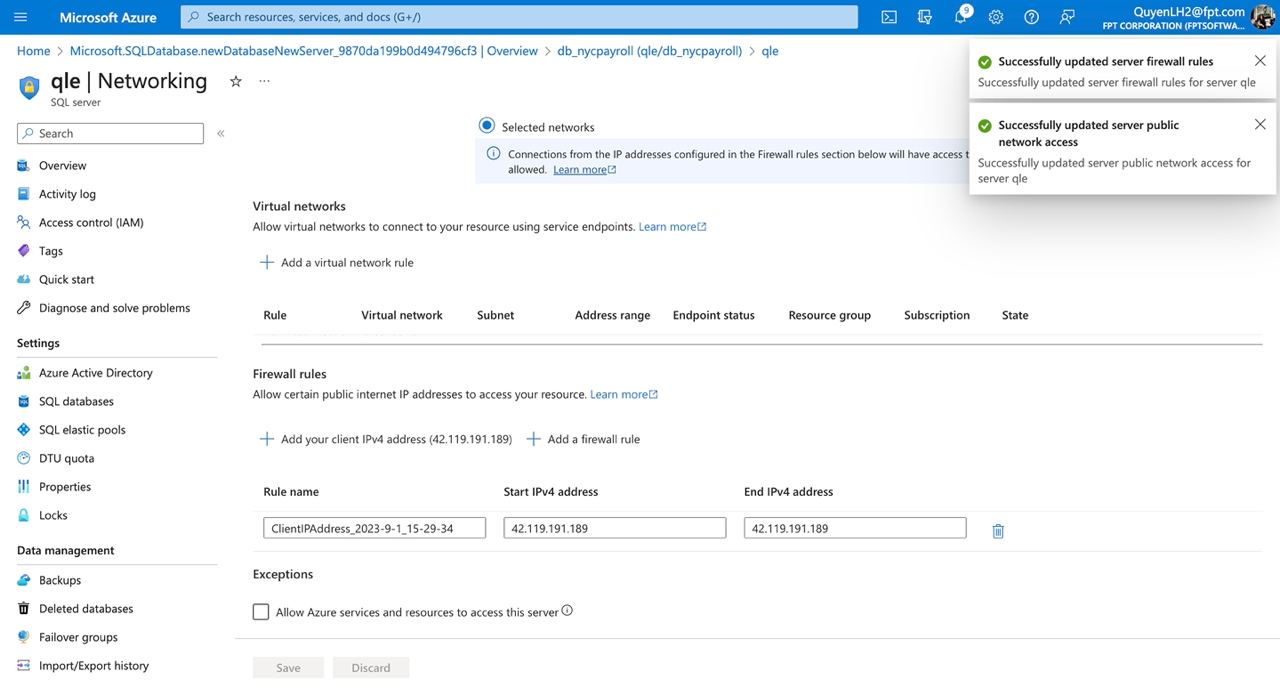 Microsoft Azure
Search resources, services, and docs (G+/)
9
QuyenLH2@fpt.com
FPT CORPORATION (FPTSOFTWA...
Home > Microsoft.SQLDatabase.newDatabaseNewServer_9870da199b0d494796cf3 | Overview > db_nycpayroll (qle/db_nycpayroll) > qle
qle | Networking
SQL server
Search
Overview
Activity log
Access control (IAM)
Tags
Quick start
Diagnose and solve problems
Settings
Azure Active Directory
SQL databases
SQL elastic pools
DTU quota
Properties
Locks
Data management
Backups
Deleted databases
Failover groups
Import/Export history
Selected networks
Connections from the IP addresses configured in the Firewall rules section below will have access t
allowed. Learn more
Virtual networks
Allow virtual networks to connect to your resource using service endpoints. Learn more
Add a virtual network rule
Rule Virtual network Subnet Address range Endpoint status Resource group Subscription State
Firewall rules
Allow certain public internet IP addresses to access your resource. Learn more
Add your client IPv4 address (42.119.191.189) Add a firewall rule
Rule name Start IPv4 address End IPv4 address
ClientIPAddress_2023-9-1_15-29-34 42.119.191.189 42.119.191.189
Exceptions
Allow Azure services and resources to access this server
Save Discard
Successfully updated server firewall rules
Successfully updated server firewall rules for server qle
Successfully updated server public
network access
Successfully updated server public network access for
server qle